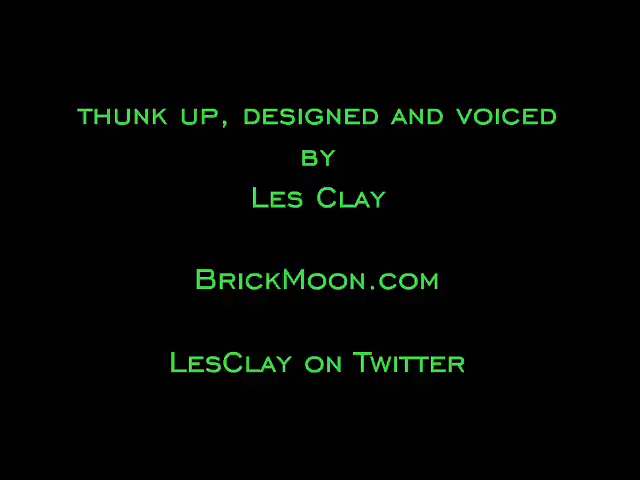 THUNK UP, DESIGNED AND VOICED
BY
LES CLAY
BRICKMOON.COM
LESCLAY ON TWITTER